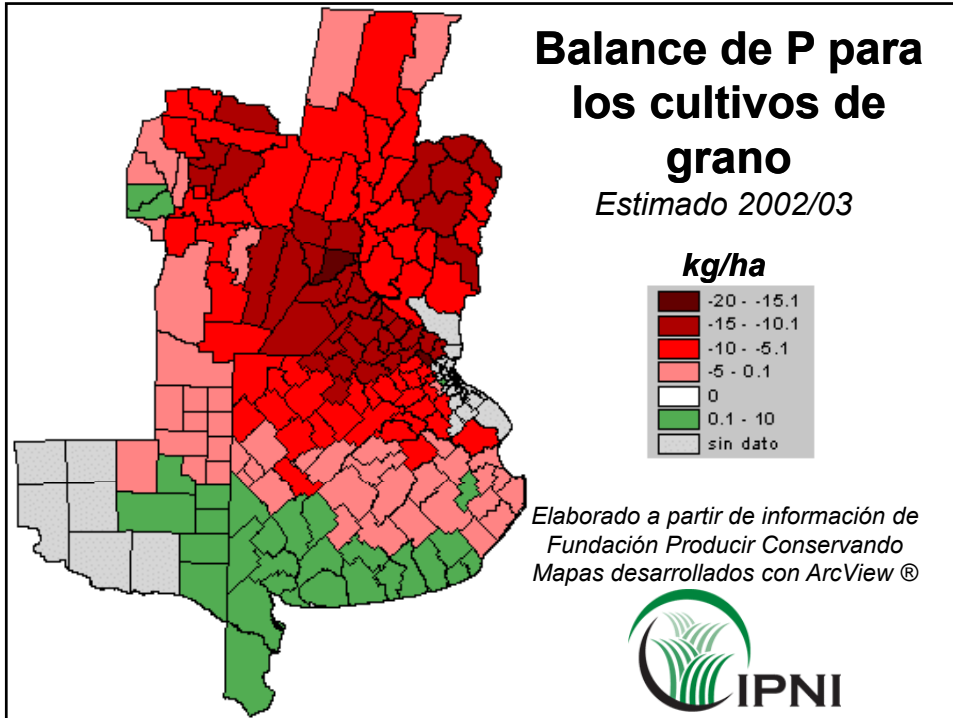 Balance de P para
los cultivos de
grano
Estimado 2002/03
kg/ha
-20 - -15.1
-15 - -10.1
-10 - -5.1
-5 - 0.1
0
0.1 - 10
sin dato
Elaborado a partir de información de
Fundación Producir Conservando
Mapas desarrollados con ArcView ®
IPNI